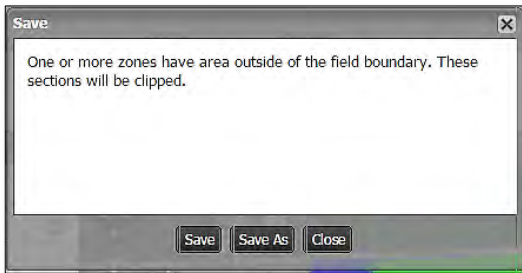 Save
One or more zones have area outside of the field boundary. These
sections will be clipped.
Save Save As Close